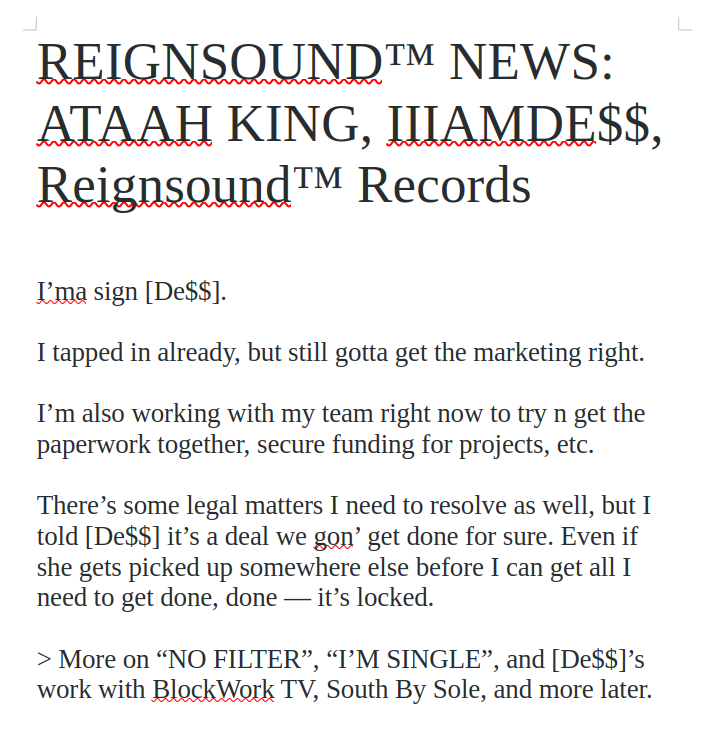 REIGNSOUND™ NEWS:
ATAAH KING, IIIAMDE$$,
Reignsound™ Records
I’ma sign [De$$].
I tapped in already, but still gotta get the marketing right.
I’m also working with my team right now to try n get the
paperwork together, secure funding for projects, etc.
There’s some legal matters I need to resolve as well, but I
told [De$$] it’s a deal we gon’ get done for sure. Even if
she gets picked up somewhere else before I can get all I
need to get done, done — it’s locked.
> More on “NO FILTER”, “I’M SINGLE”, and [De$$]’s
work with BlockWork TV, South By Sole, and more later.